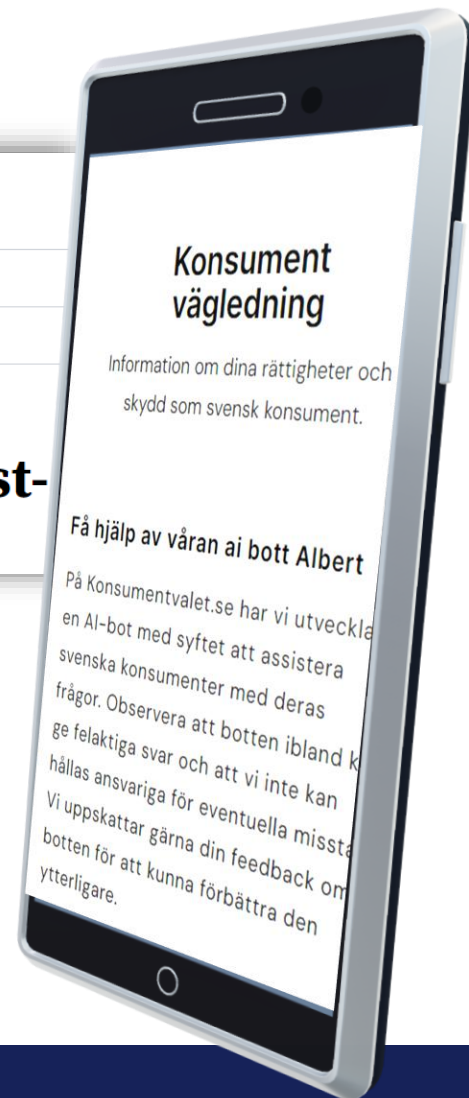 st-
Konsument
vägledning
Information om dina rättigheter och
skydd som svensk konsument.
Få hjälp av våran ai bott Albert
På Konsumentvalet.se har vi utveckla
en AI-bot med syftet att assistera
svenska konsumenter med deras
frågor. Observera att botten ibland k
ge felaktiga svar och att vi inte kan
hållas ansvariga för eventuella missta
Vi uppskattar gärna din feedback om
botten för att kunna förbättra den
ytterligare.